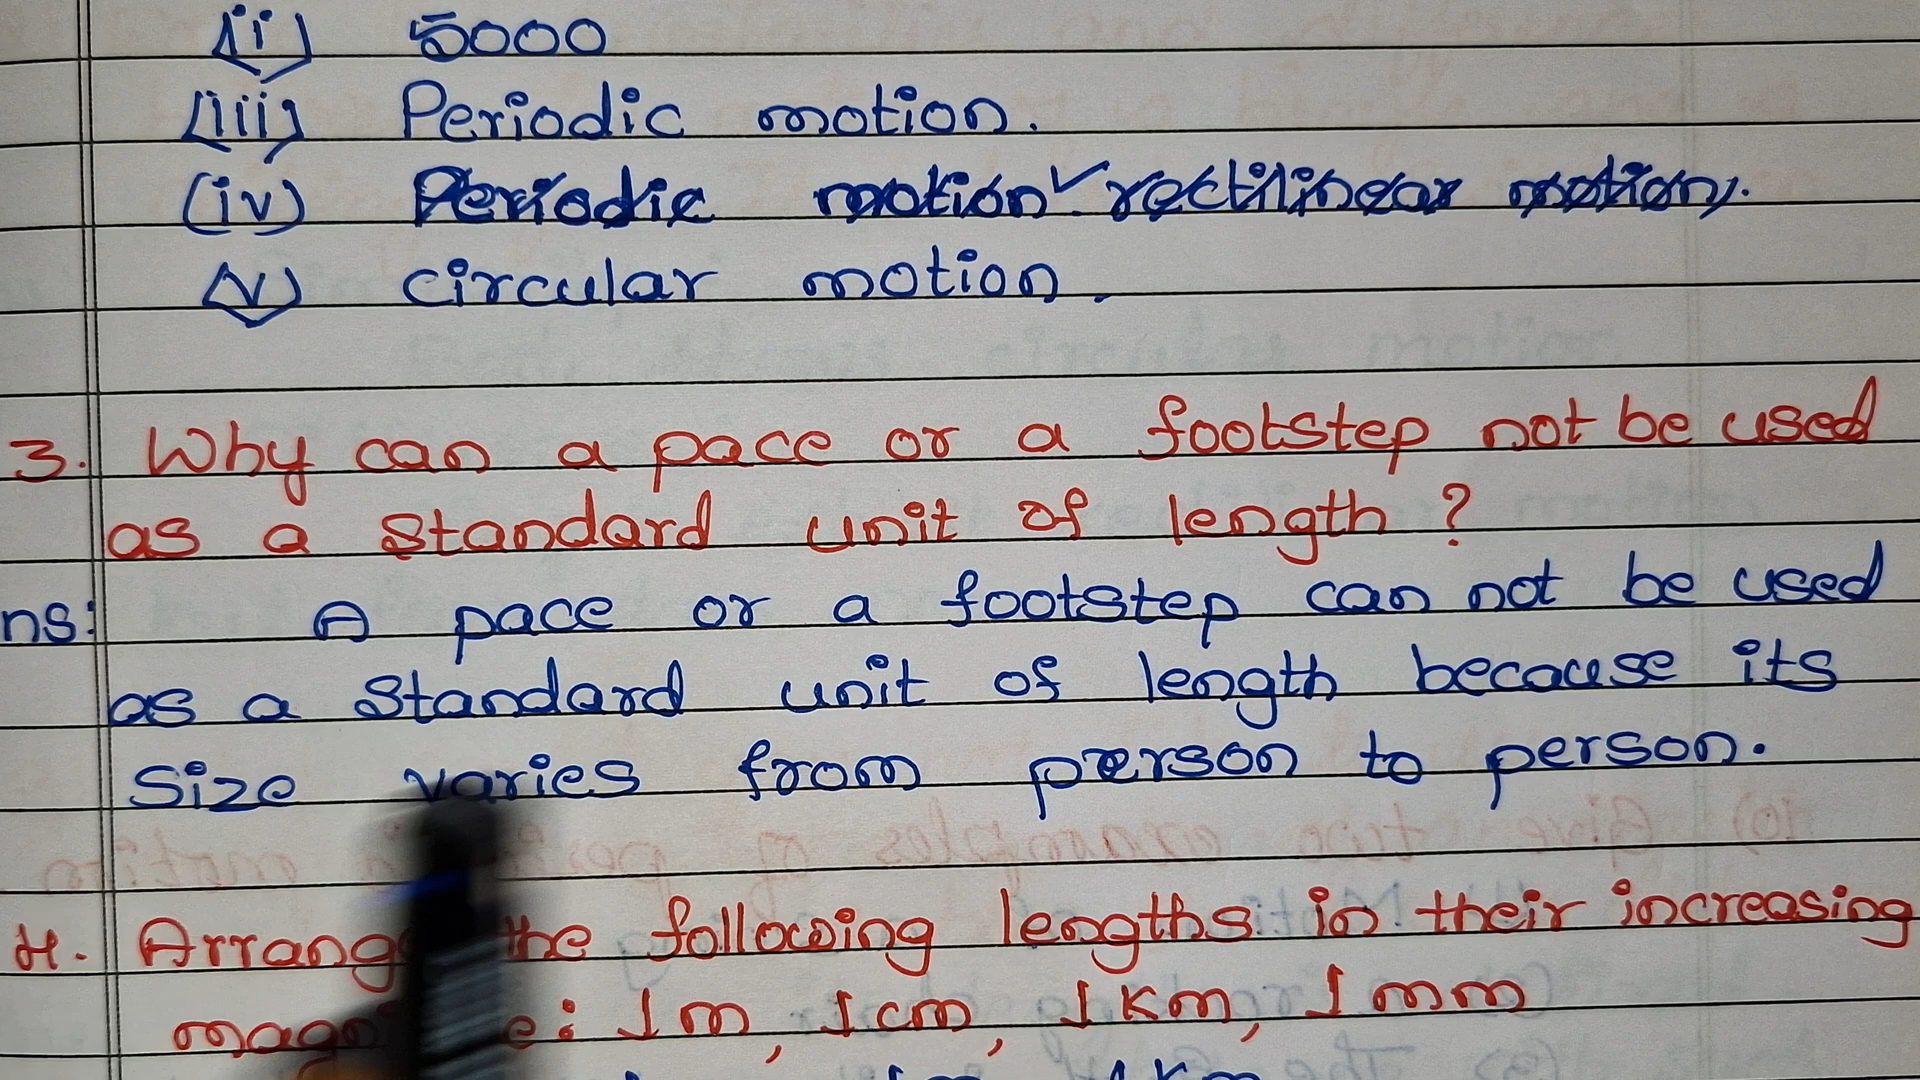 (ii) 5000
(iii) Periodic motion.
(iv) Periodic motion rectilinear motion.
(v) circular motion.
3. Why can a pace or a footstep not be used
as a standard unit of length?
ns: A pace or a footstep can not be used
as a standard unit of length because its
size varies from person to person.
4. Arrange the following lengths in their increasing
1m, 1cm, 1km, 1mm